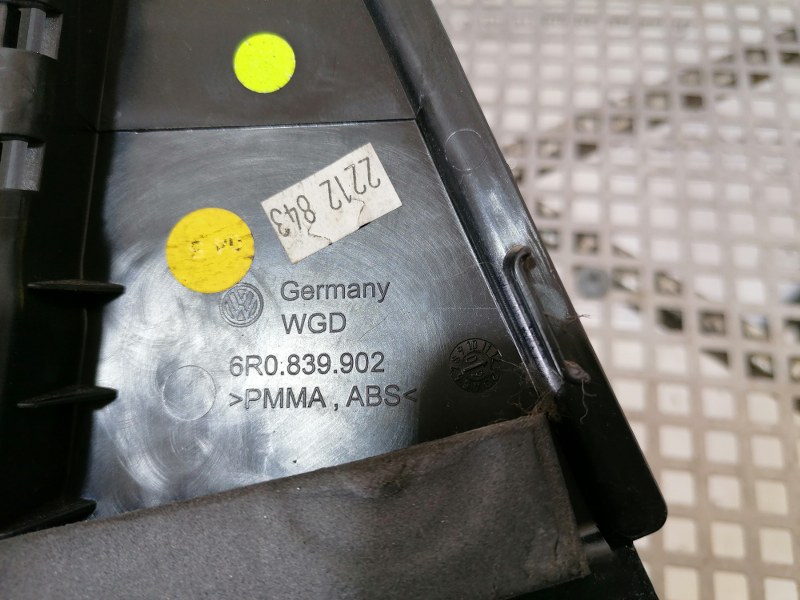 2212 843
Germany
WGD
6R0.839.902
>PMMA, ABS<